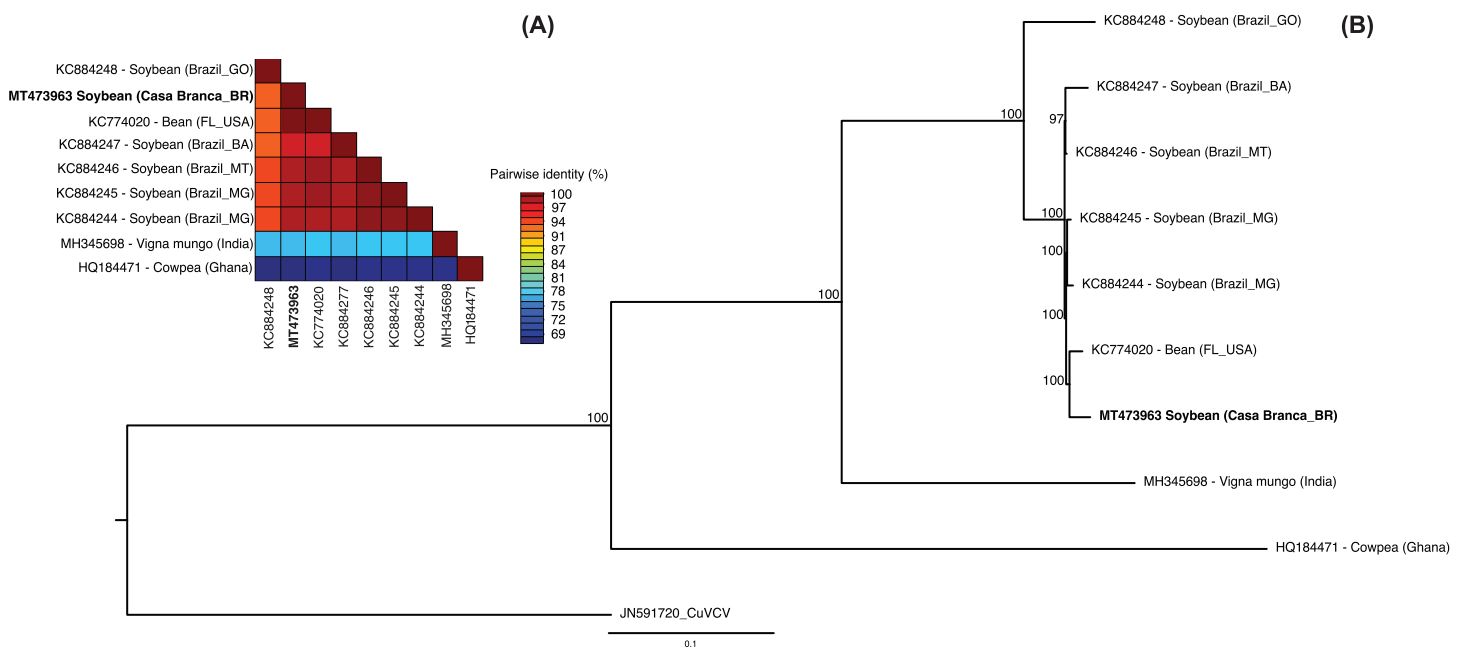 (A)
KC884248 - Soybean (Brazil_GO)
MT473963 Soybean (Casa Branca_BR)
KC774020 - Bean (FL_USA)
KC884247 - Soybean (Brazil_BA)
KC884246 - Soybean (Brazil_MT)
KC884245 - Soybean (Brazil_MG)
KC884244 - Soybean (Brazil_MG)
MH345698 - Vigna mungo (India)
HQ184471 - Cowpea (Ghana)
KC884248
MT473963
KC774020
KC884277
KC884246
KC884245
KC884244
MH345698
HQ184471
Pairwise identity (%)
100
97
94
91
87
84
81
78
75
72
69
(B)
KC884248 - Soybean (Brazil_GO)
KC884247 - Soybean (Brazil_BA)
100
97
KC884246 - Soybean (Brazil_MT)
100
KC884245 - Soybean (Brazil_MG)
100
KC884244 - Soybean (Brazil_MG)
100
100
KC774020 - Bean (FL_USA)
100
MT473963 Soybean (Casa Branca_BR)
100
MH345698 - Vigna mungo (India)
HQ184471 - Cowpea (Ghana)
JN591720_CuVCV
0.1